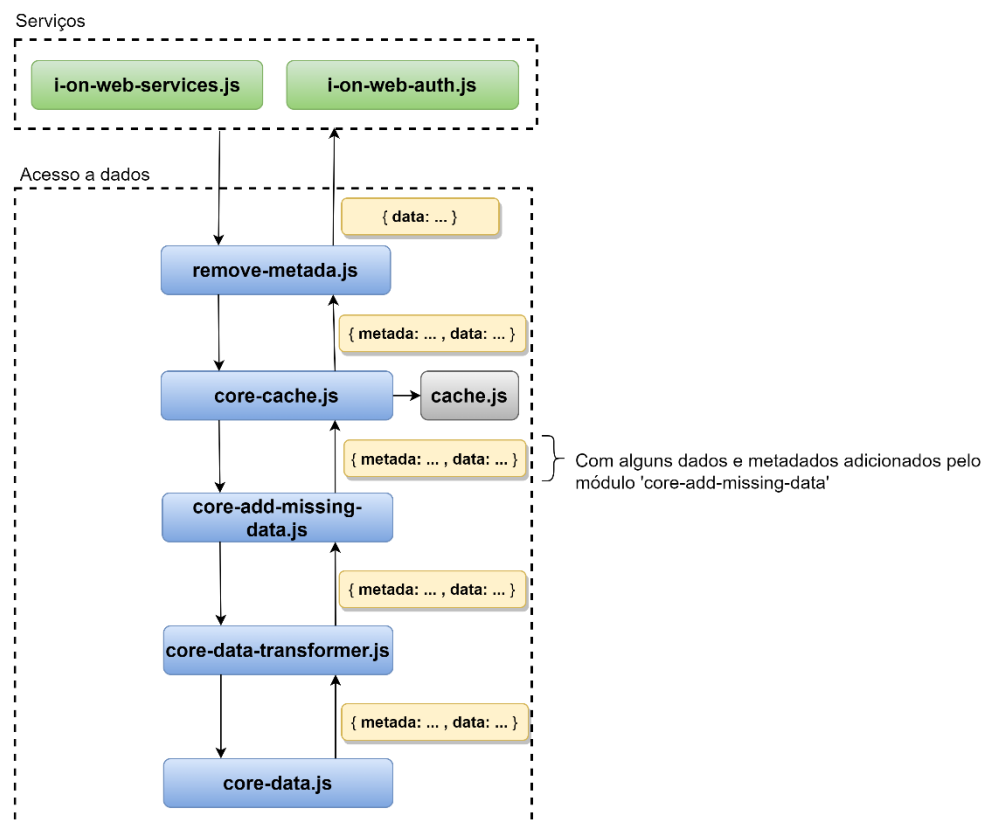 Serviços
i-on-web-services.js
i-on-web-auth.js
Acesso a dados
{ data: ... }
remove-metada.js
{ metada: ... , data: ... }
core-cache.js
cache.js
{ metada: ... , data: ... }
Com alguns dados e metadados adicionados pelo
módulo 'core-add-missing-data'
core-add-missing-
data.js
{ metada: ... , data: ... }
core-data-transformer.js
{ metada: ... , data: ... }
core-data.js